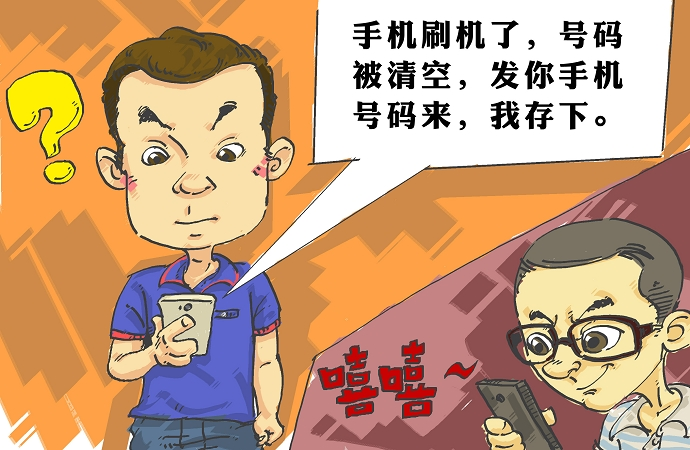 手机刷机了，号码
被清空，发你手机
号码来，我存下。
?
嘻嘻~